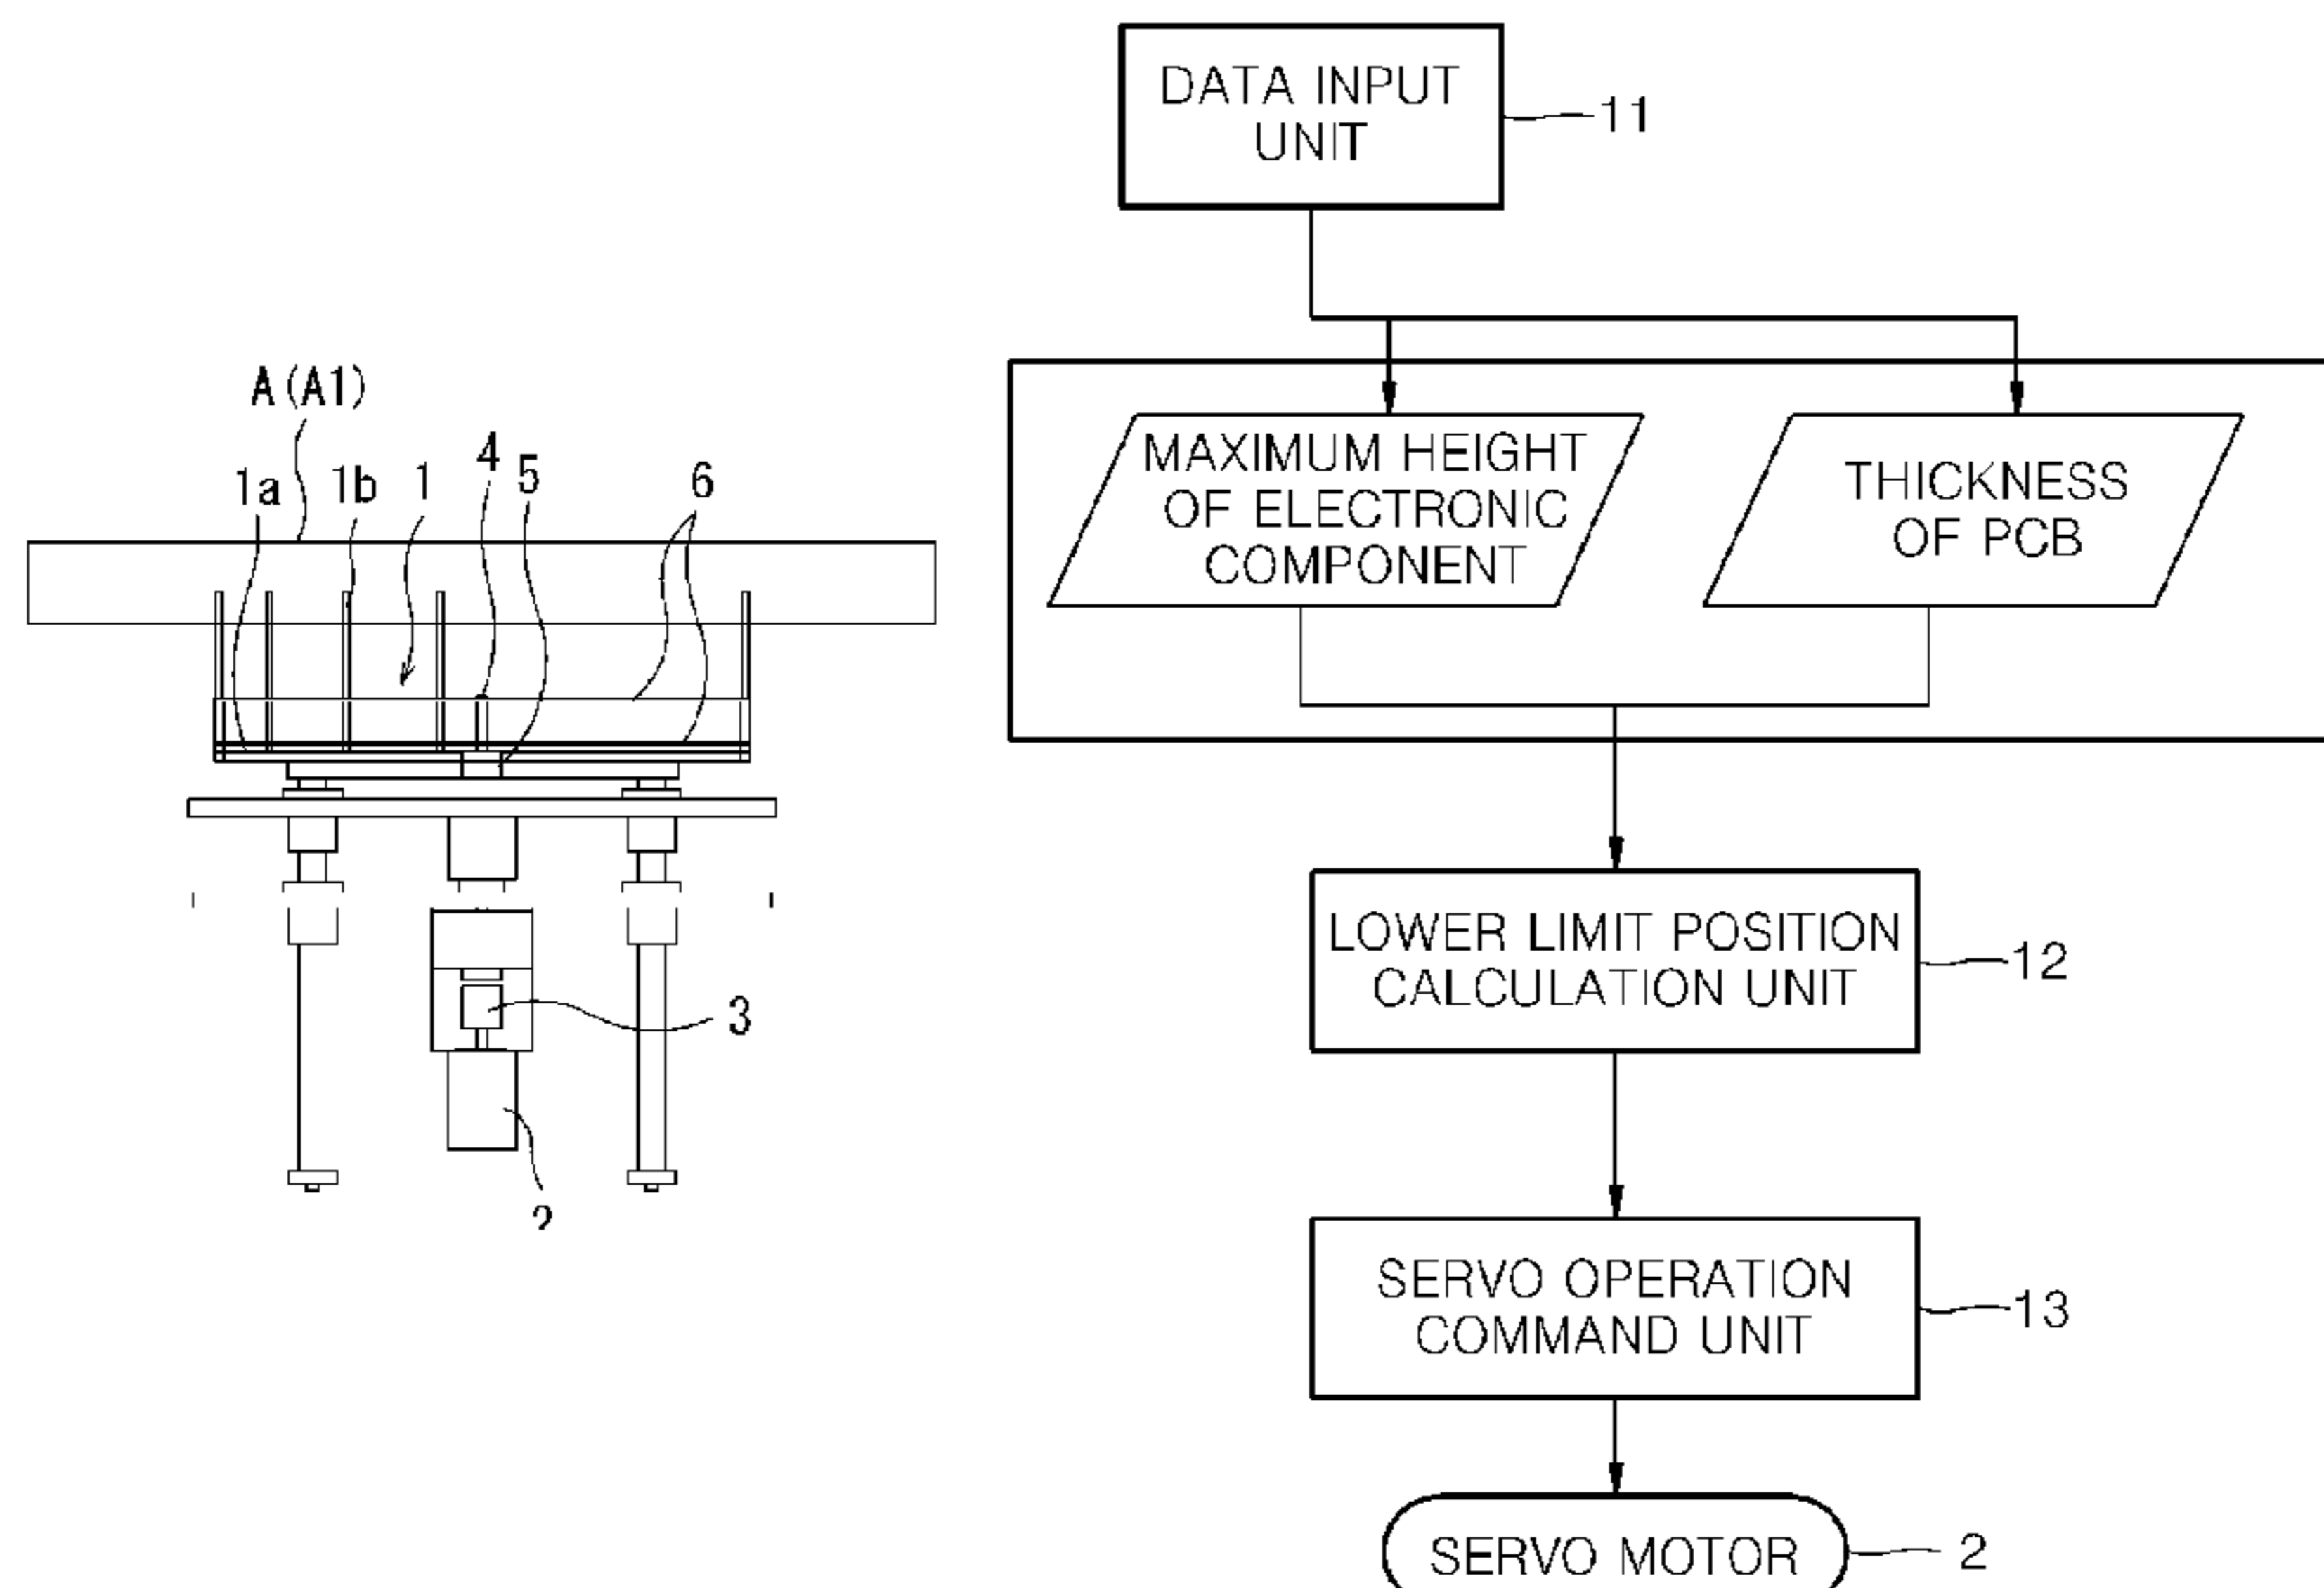 A(A1)
1a
1b
1
4
5
6
3
2
DATA INPUT
UNIT
11
MAXIMUM HEIGHT
OF ELECTRONIC
COMPONENT
THICKNESS
OF PCB
LOWER LIMIT POSITION
CALCULATION UNIT
12
SERVO OPERATION
COMMAND UNIT
13
SERVO MOTOR
2